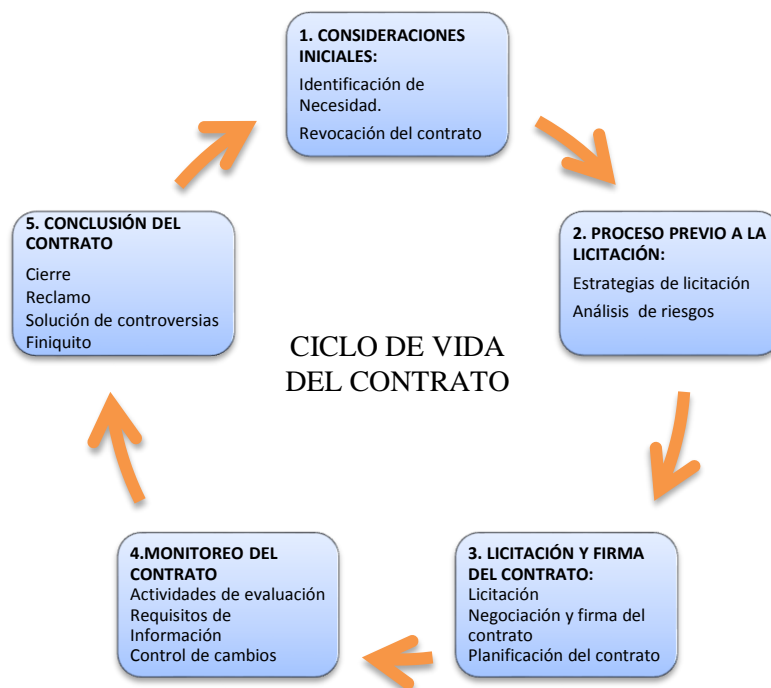 1. CONSIDERACIONES
INICIALES:
Identificación de
Necesidad.
Revocación del contrato
2. PROCESO PREVIO A LA
LICITACIÓN:
Estrategias de licitación
Análisis de riesgos
3. LICITACIÓN Y FIRMA
DEL CONTRATO:
Licitación
Negociación y firma del
contrato
Planificación del contrato
4.MONITOREO DEL
CONTRATO
Actividades de evaluación
Requisitos de
Información
Control de cambios
5. CONCLUSIÓN DEL
CONTRATO
Cierre
Reclamo
Solución de controversias
Finiquito
CICLO DE VIDA
DEL CONTRATO